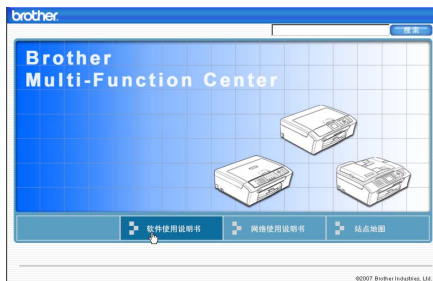 brother
搜索
Brother
Multi-Function Center
软件使用说明书 网络使用说明书 站点地图
©2007 Brother Industries, Ltd.